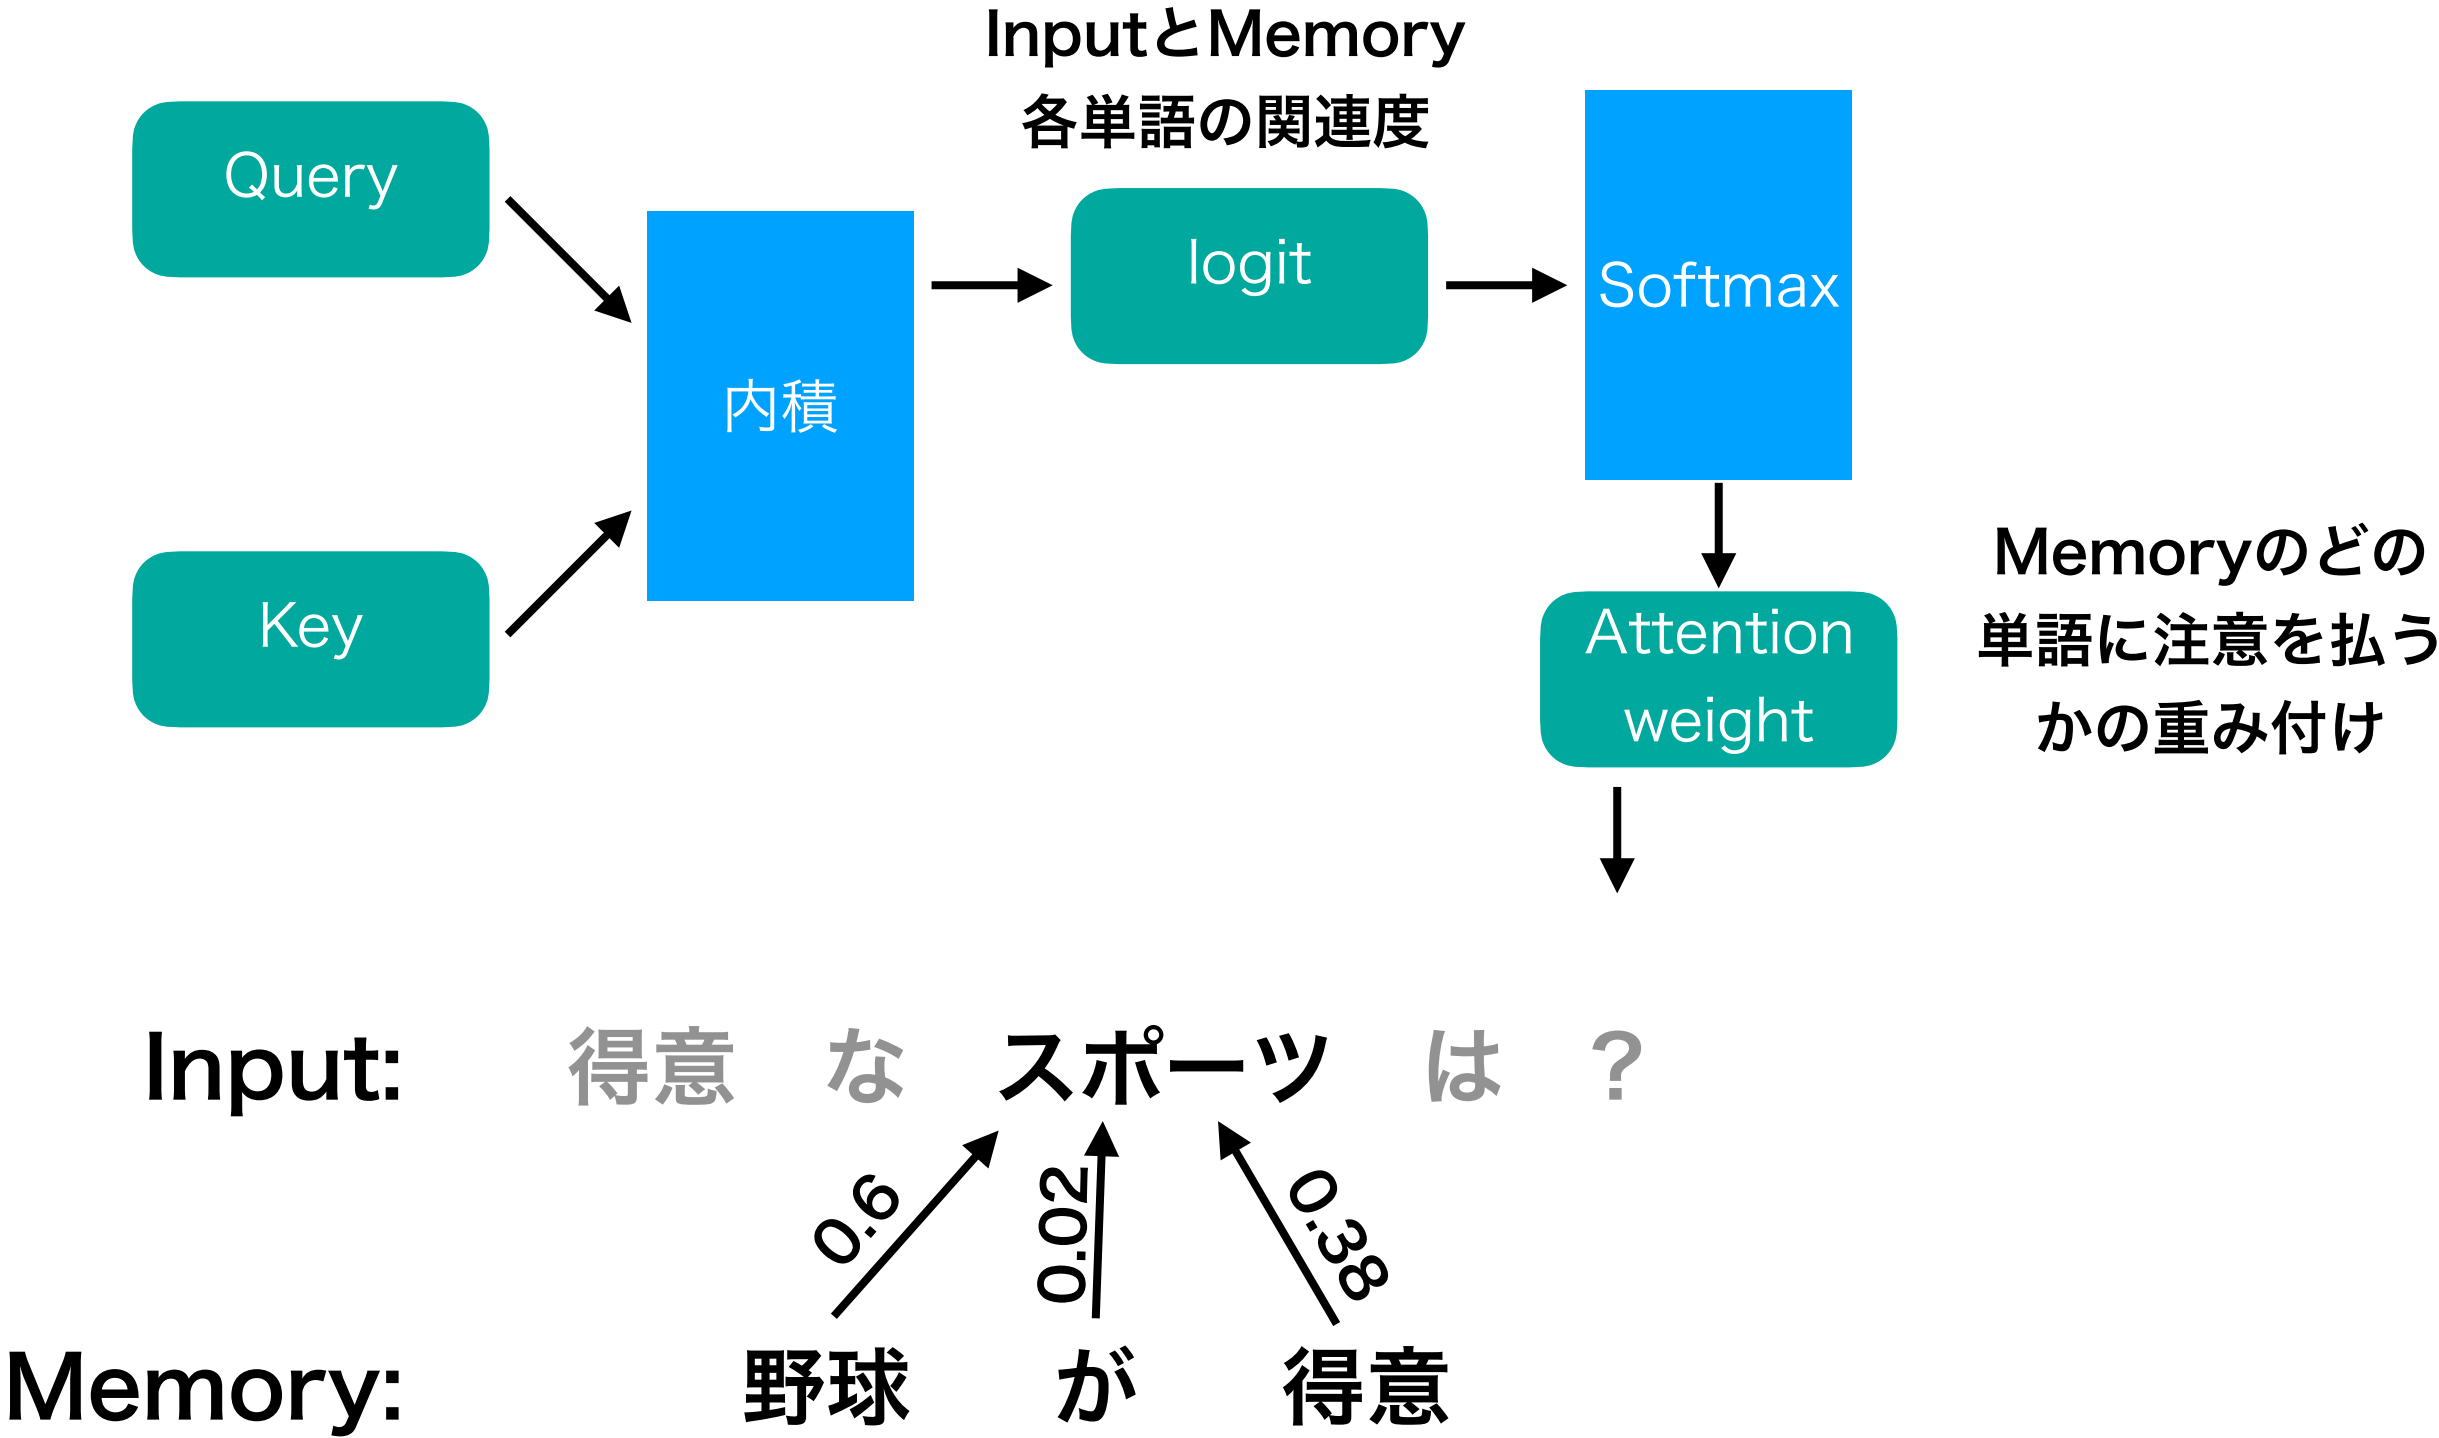 InputとMemory
各単語の関連度
Query
logit
Softmax
内積
Key
Attention
weight
Memoryのどの
単語に注意を払う
かの重み付け
Input: 得意 な スポーツ は ?
0.6 0.02 0.38
Memory: 野球 が 得意